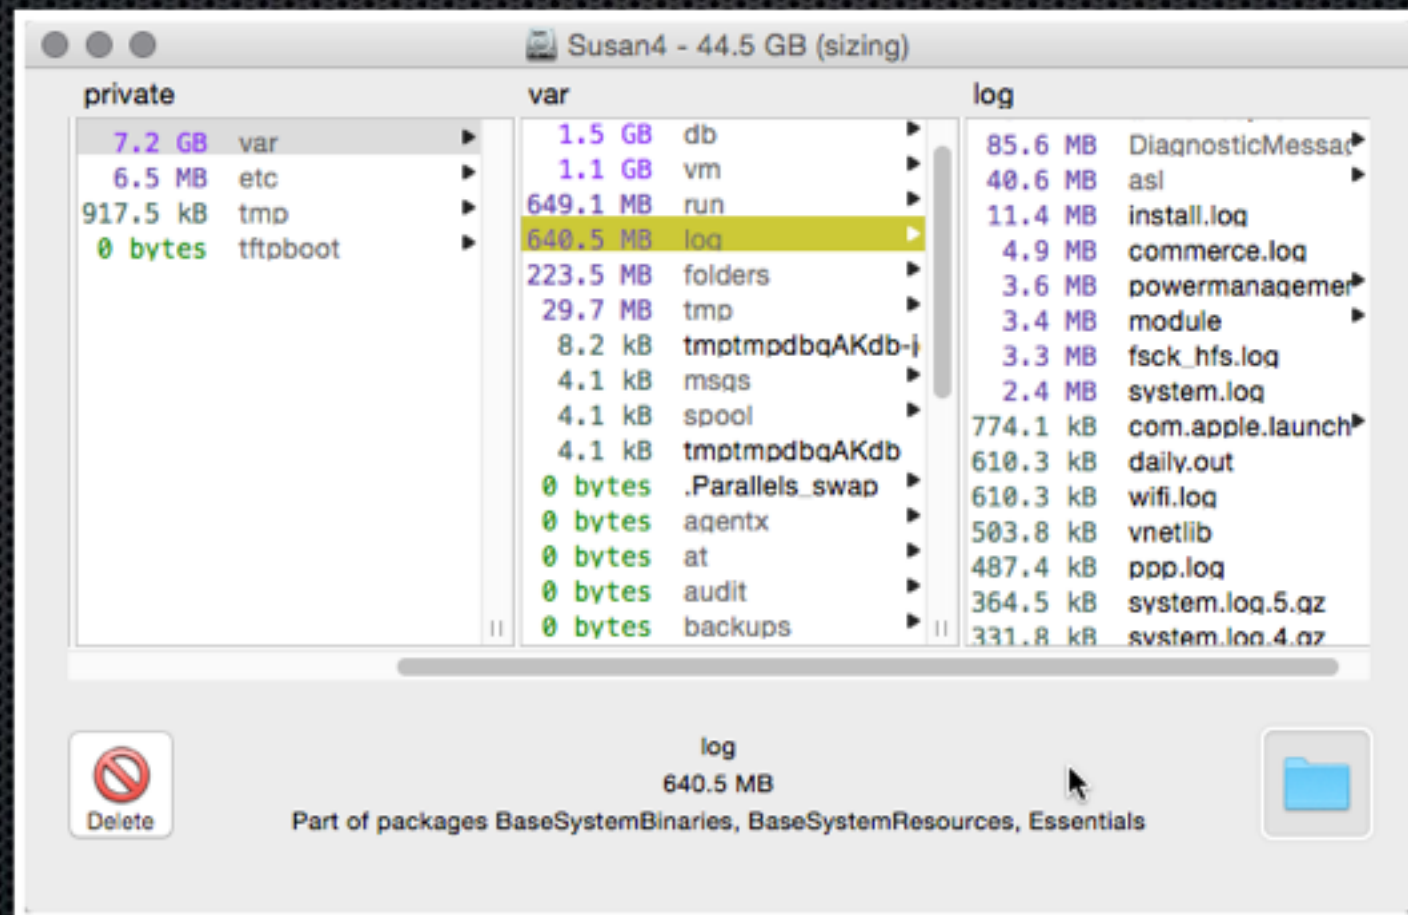 Susan4 - 44.5 GB (sizing)
private
7.2 GB var
6.5 MB etc
917.5 kB tmp
0 bytes tftpboot
var
1.5 GB db
1.1 GB vm
649.1 MB run
640.5 MB log
223.5 MB folders
29.7 MB tmp
8.2 kB tmptmpdbqAKdb-j
4.1 kB msgs
4.1 kB spool
4.1 kB tmptmpdbqAKdb
0 bytes .Parallels_swap
0 bytes agentx
0 bytes at
0 bytes audit
0 bytes backups
log
85.6 MB DiagnosticMessag
40.6 MB asl
11.4 MB install.log
4.9 MB commerce.log
3.6 MB powermanagemer
3.4 MB module
3.3 MB fsck_hfs.log
2.4 MB system.log
774.1 kB com.apple.launch
610.3 kB daily.out
610.3 kB wifi.log
503.8 kB vnetlib
487.4 kB ppp.log
364.5 kB system.log.5.gz
331.8 kB system.log.4.gz
Delete
log
640.5 MB
Part of packages BaseSystemBinaries, BaseSystemResources, Essentials